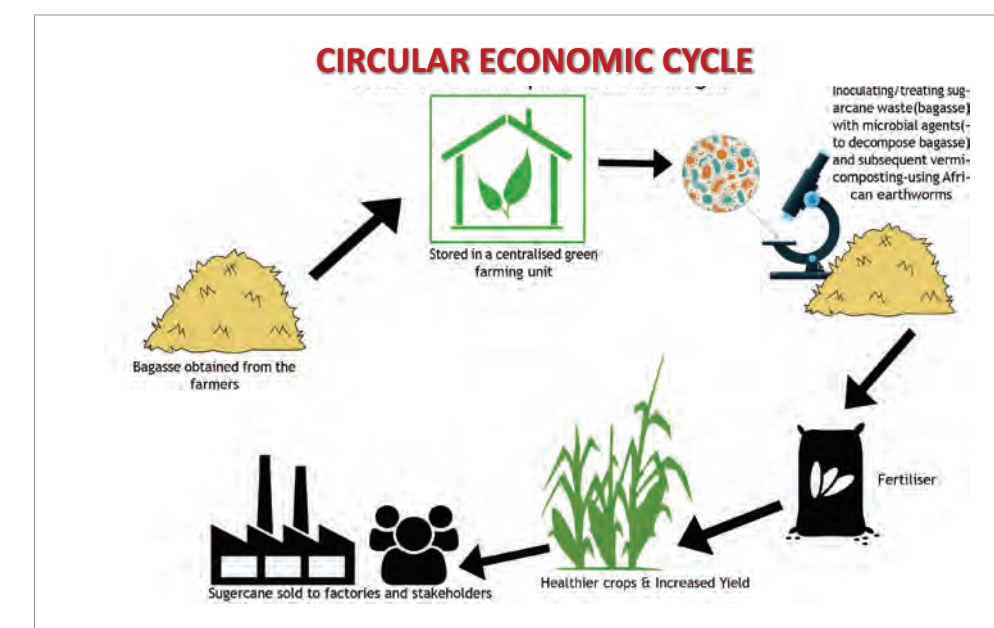 CIRCULAR ECONOMIC CYCLE
Inoculating/treating sug-
arcane waste(bagasse)
with microbial agents(-
to decompose bagasse)
and subsequent vermi-
composting-using Afri-
can earthworms
Stored in a centralised green
farming unit
Bagasse obtained from the
farmers
Fertiliser
Healthier crops & Increased Yield
Sugercane sold to factories and stakeholders